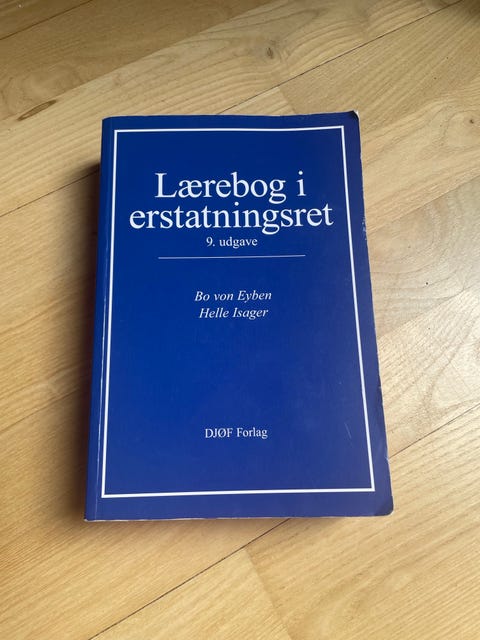 Lærebog i
erstatningsret
9. udgave
Bo von Eyben
Helle Isager
DJØF Forlag